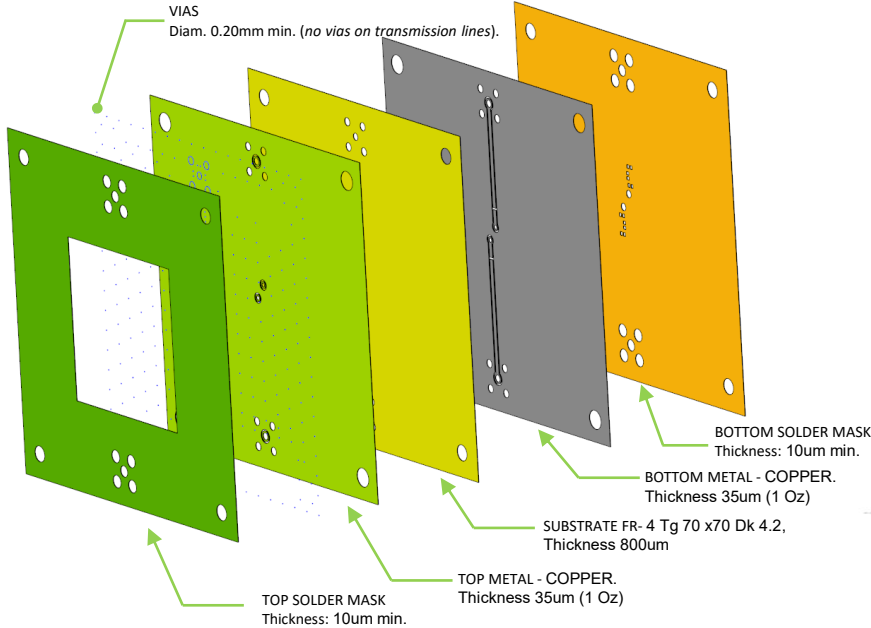 VIAS
Diam. 0.20mm min. (no vias on transmission lines).
BOTTOM SOLDER MASK
Thickness: 10um min.
BOTTOM METAL - COPPER.
Thickness 35um (1 Oz)
SUBSTRATE FR- 4 Tg 70 x70 Dk 4.2,
Thickness 800um
TOP METAL - COPPER.
Thickness 35um (1 Oz)
TOP SOLDER MASK
Thickness: 10um min.